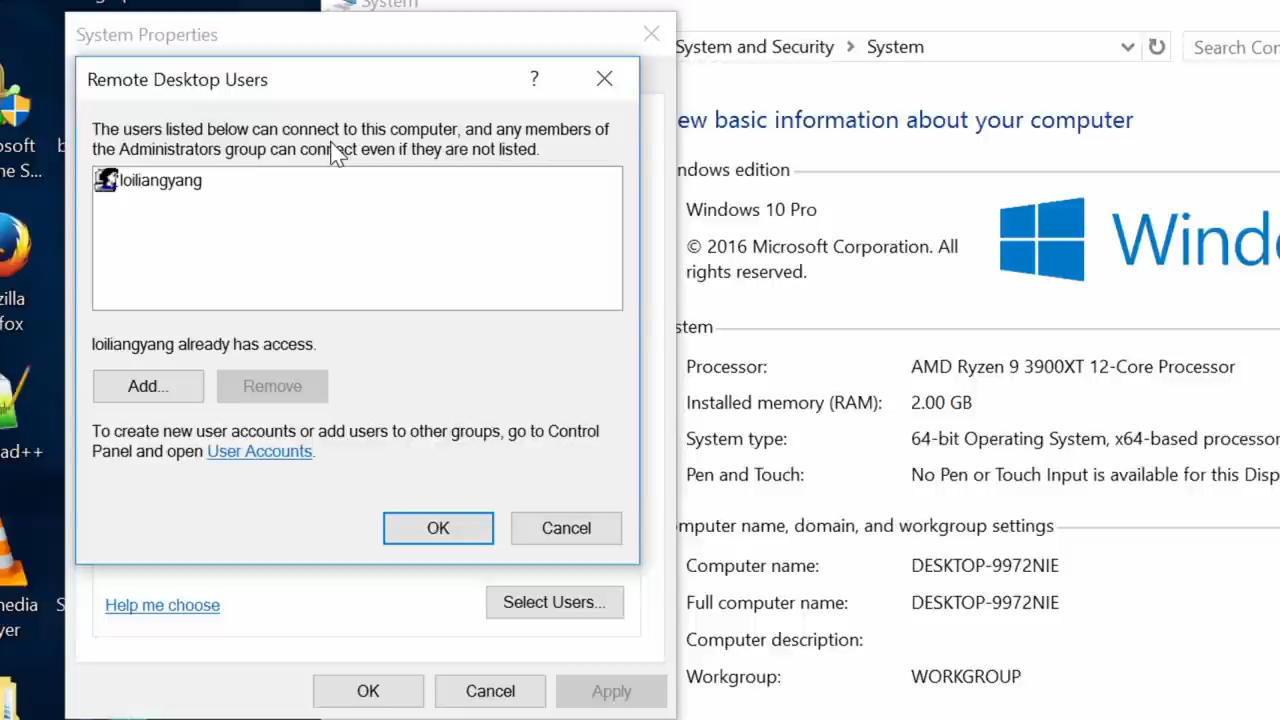 System
System Properties
System and Security > System
Search Con
Remote Desktop Users
?
The users listed below can connect to this computer, and any members of
the Administrators group can connect even if they are not listed.
loiliangyang
loiliangyang already has access.
Add...
Remove
To create new user accounts or add users to other groups, go to Control
Panel and open User Accounts.
OK
Cancel
Help me choose
Select Users...
OK
Cancel
Apply
ew basic information about your computer
ndows edition
Windows 10 Pro
© 2016 Microsoft Corporation. All
rights reserved.
Windo
stem
Processor: AMD Ryzen 9 3900XT 12-Core Processor
Installed memory (RAM): 2.00 GB
System type: 64-bit Operating System, x64-based processor
Pen and Touch: No Pen or Touch Input is available for this Disp
mputer name, domain, and workgroup settings
Computer name: DESKTOP-9972NIE
Full computer name: DESKTOP-9972NIE
Computer description:
Workgroup: WORKGROUP
osoft
e S...
zilla
fox
ad++
media
yer